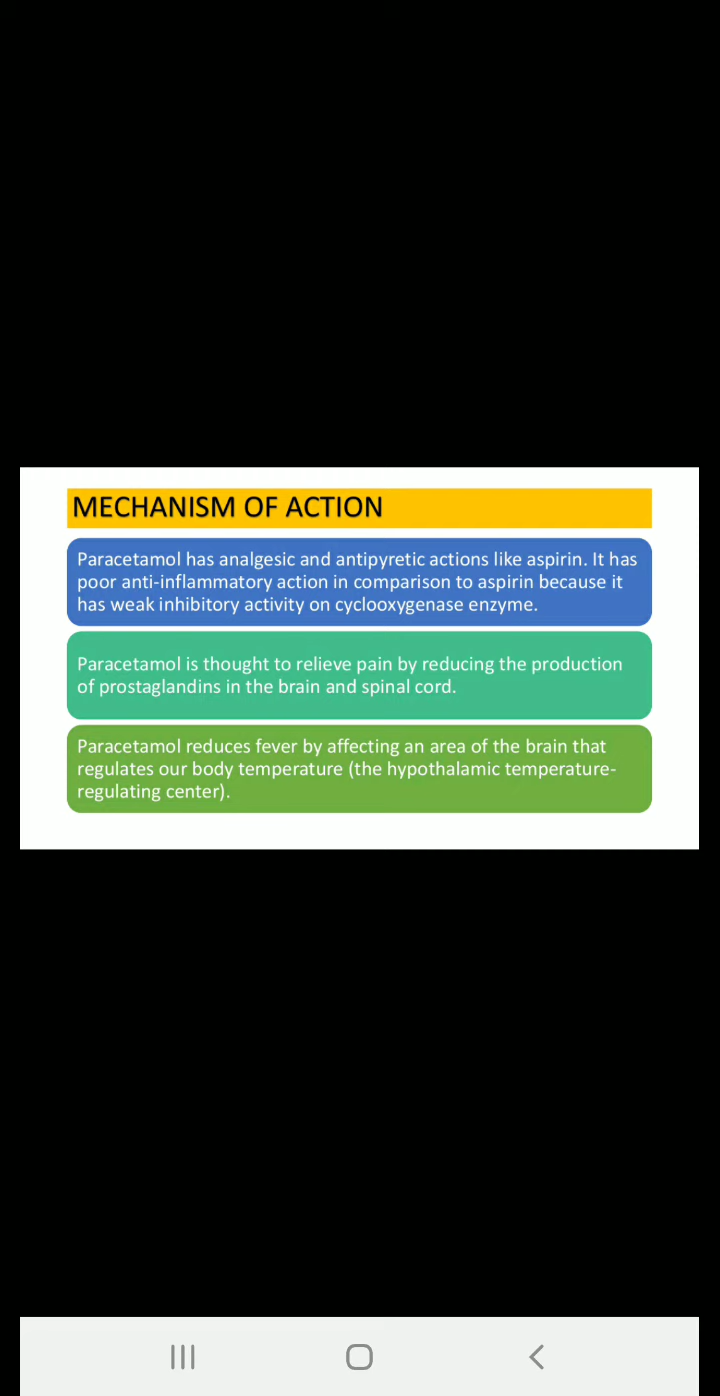 MECHANISM OF ACTION
Paracetamol has analgesic and antipyretic actions like aspirin. It has
poor anti-inflammatory action in comparison to aspirin because it
has weak inhibitory activity on cyclooxygenase enzyme.
Paracetamol is thought to relieve pain by reducing the production
of prostaglandins in the brain and spinal cord.
Paracetamol reduces fever by affecting an area of the brain that
regulates our body temperature (the hypothalamic temperature-
regulating center).